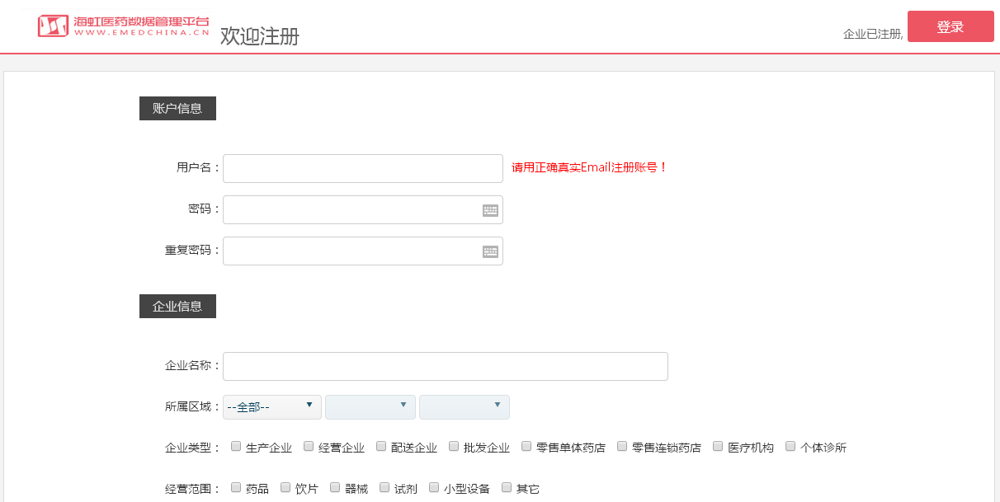 海虹医药数据管理平台
WWW.EMEDCHINA.CN
欢迎注册
企业已注册,
登录
账户信息
用户名：
请用正确真实Email注册账号！
密码：
重复密码：
企业信息
企业名称：
所属区域： --全部--
企业类型： 生产企业 经营企业 配送企业 批发企业 零售单体药店 零售连锁药店 医疗机构 个体诊所
经营范围： 药品 饮片 器械 试剂 小型设备 其它